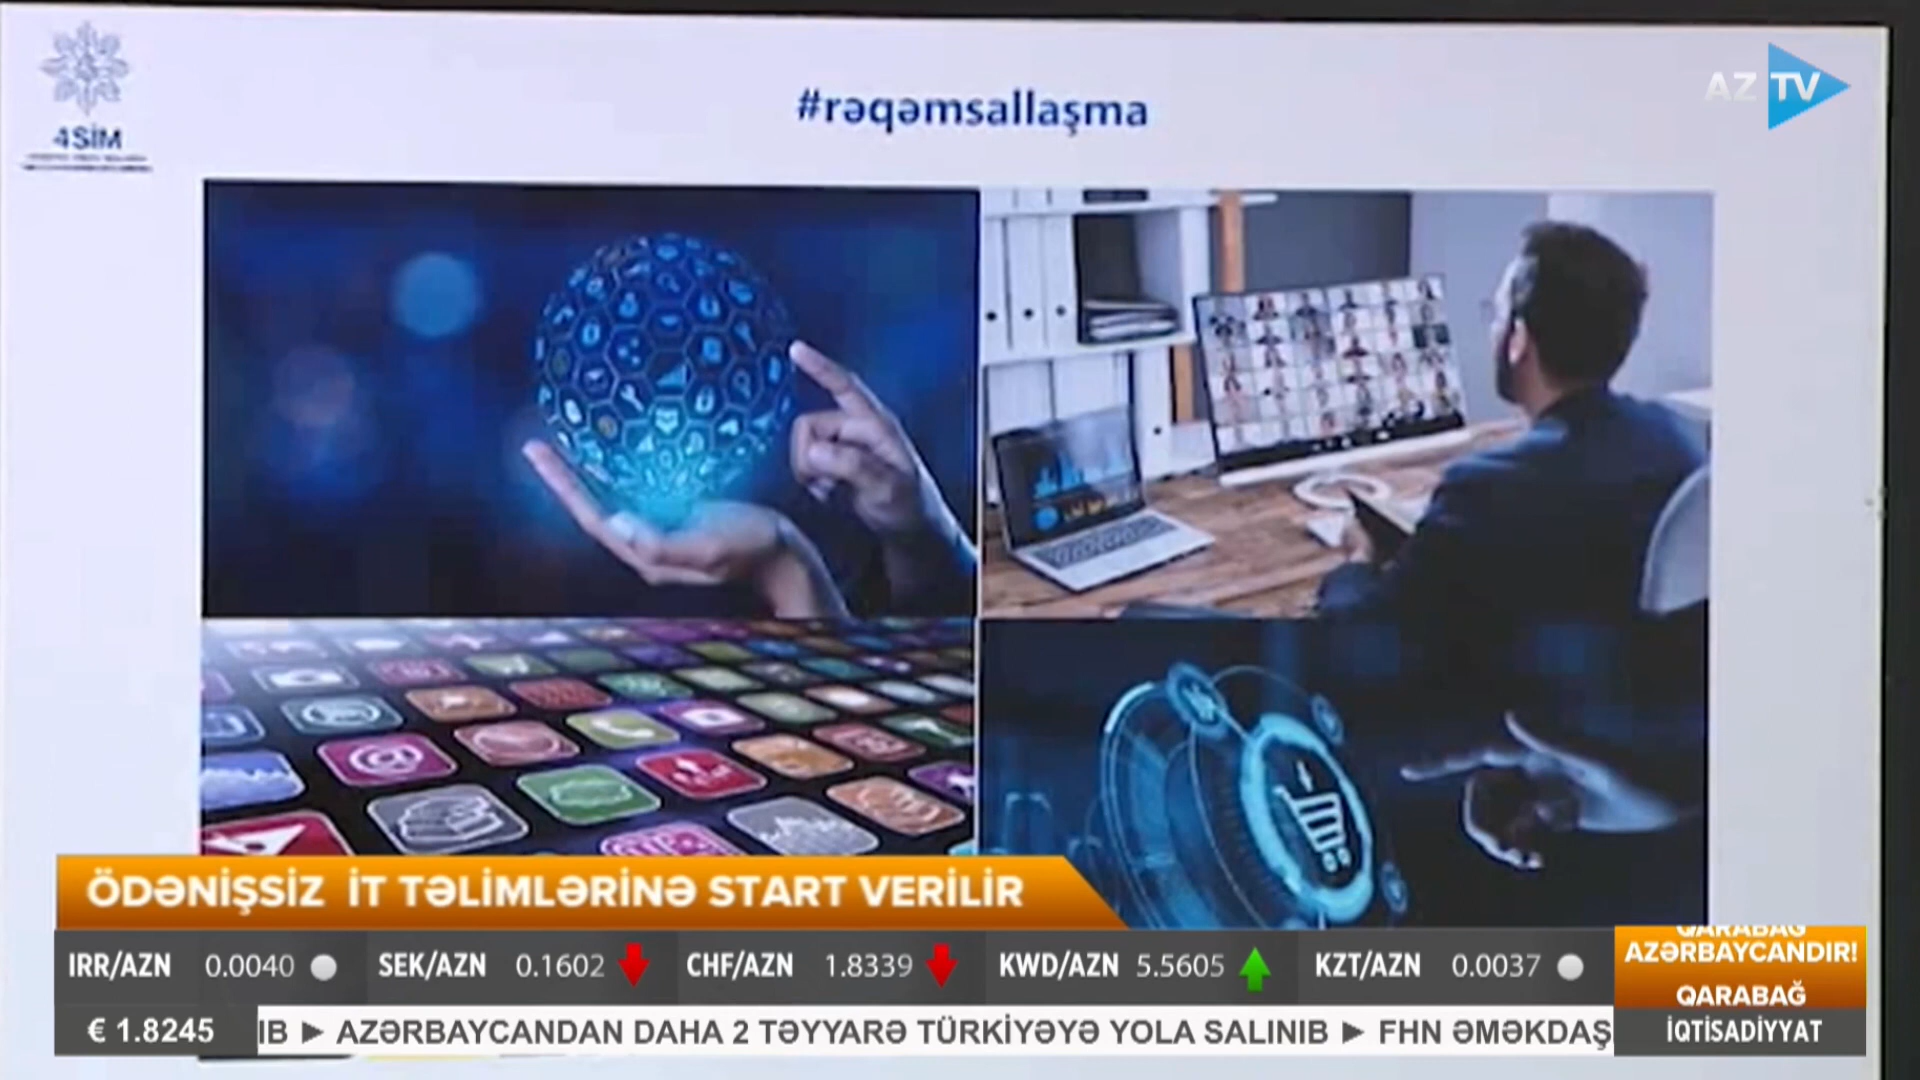 4SİM
#rəqəmsallaşma
AZ TV
ÖDƏNİŞSİZ İT TƏLİMLƏRİNƏ START VERİLİR
IRR/AZN 0.0040 SEK/AZN 0.1602 CHF/AZN 1.8339 KWD/AZN 5.5605 KZT/AZN 0.0037
QARABAĞ
AZƏRBAYCANDIR!
QARABAĞ
€ 1.8245 IB ► AZƏRBAYCANDAN DAHA 2 TƏYYARƏ TÜRKİYƏYƏ YOLA SALINIB ► FHN ƏMƏKDAŞ
İQTİSADİYYAT